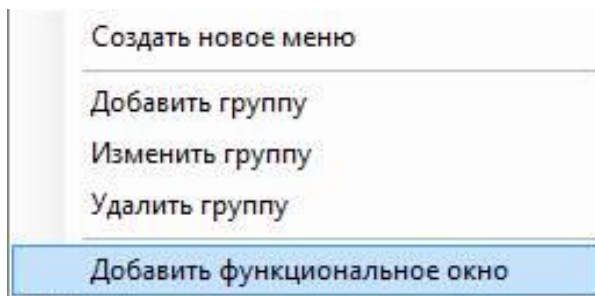 Создать новое меню
Добавить группу
Изменить группу
Удалить группу
Добавить функциональное окно